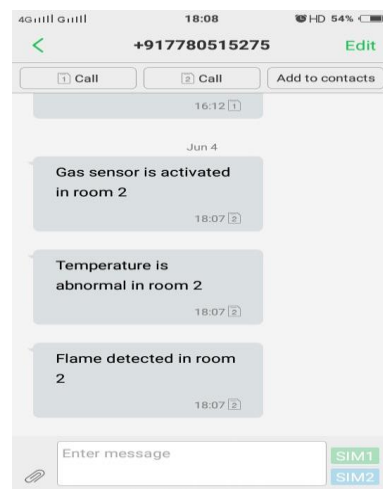 4G G 18:08 HD 54%
+917780515275 Edit
1 Call 2 Call Add to contacts
16:12 1
Jun 4
Gas sensor is activated
in room 2
18:07 2
Temperature is
abnormal in room 2
18:07 2
Flame detected in room
2
18:07 2
Enter message
SIM1
SIM2